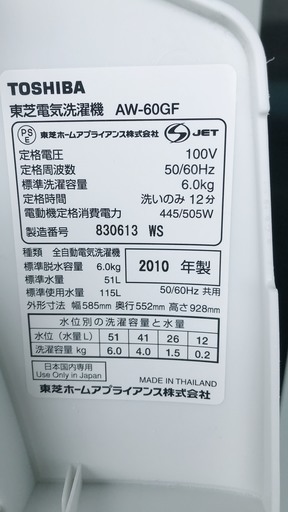 TOSHIBA
東芝電気洗濯機 AW-60GF
PS E 東芝ホームアプライアンス株式会社 S JET
定格電圧 100V
定格周波数 50/60Hz
標準洗濯容量 6.0kg
定格時間 洗いのみ 12分
電動機定格消費電力 445/505W
製造番号 830613 WS
種類 全自動電気洗濯機
標準脱水容量 6.0kg
標準水量 51L
標準使用水量 115L
2010 年製
50/60Hz 共用
外形寸法 幅585mm 奥行552mm 高さ928mm
水位別の洗濯容量と水量
水位(水量L) 51 41 26 12
洗濯容量 kg 6.0 4.0 1.5 0.2
日本国内専用
Use Only in Japan
MADE IN THAILAND
東芝ホームアプライアンス株式会社